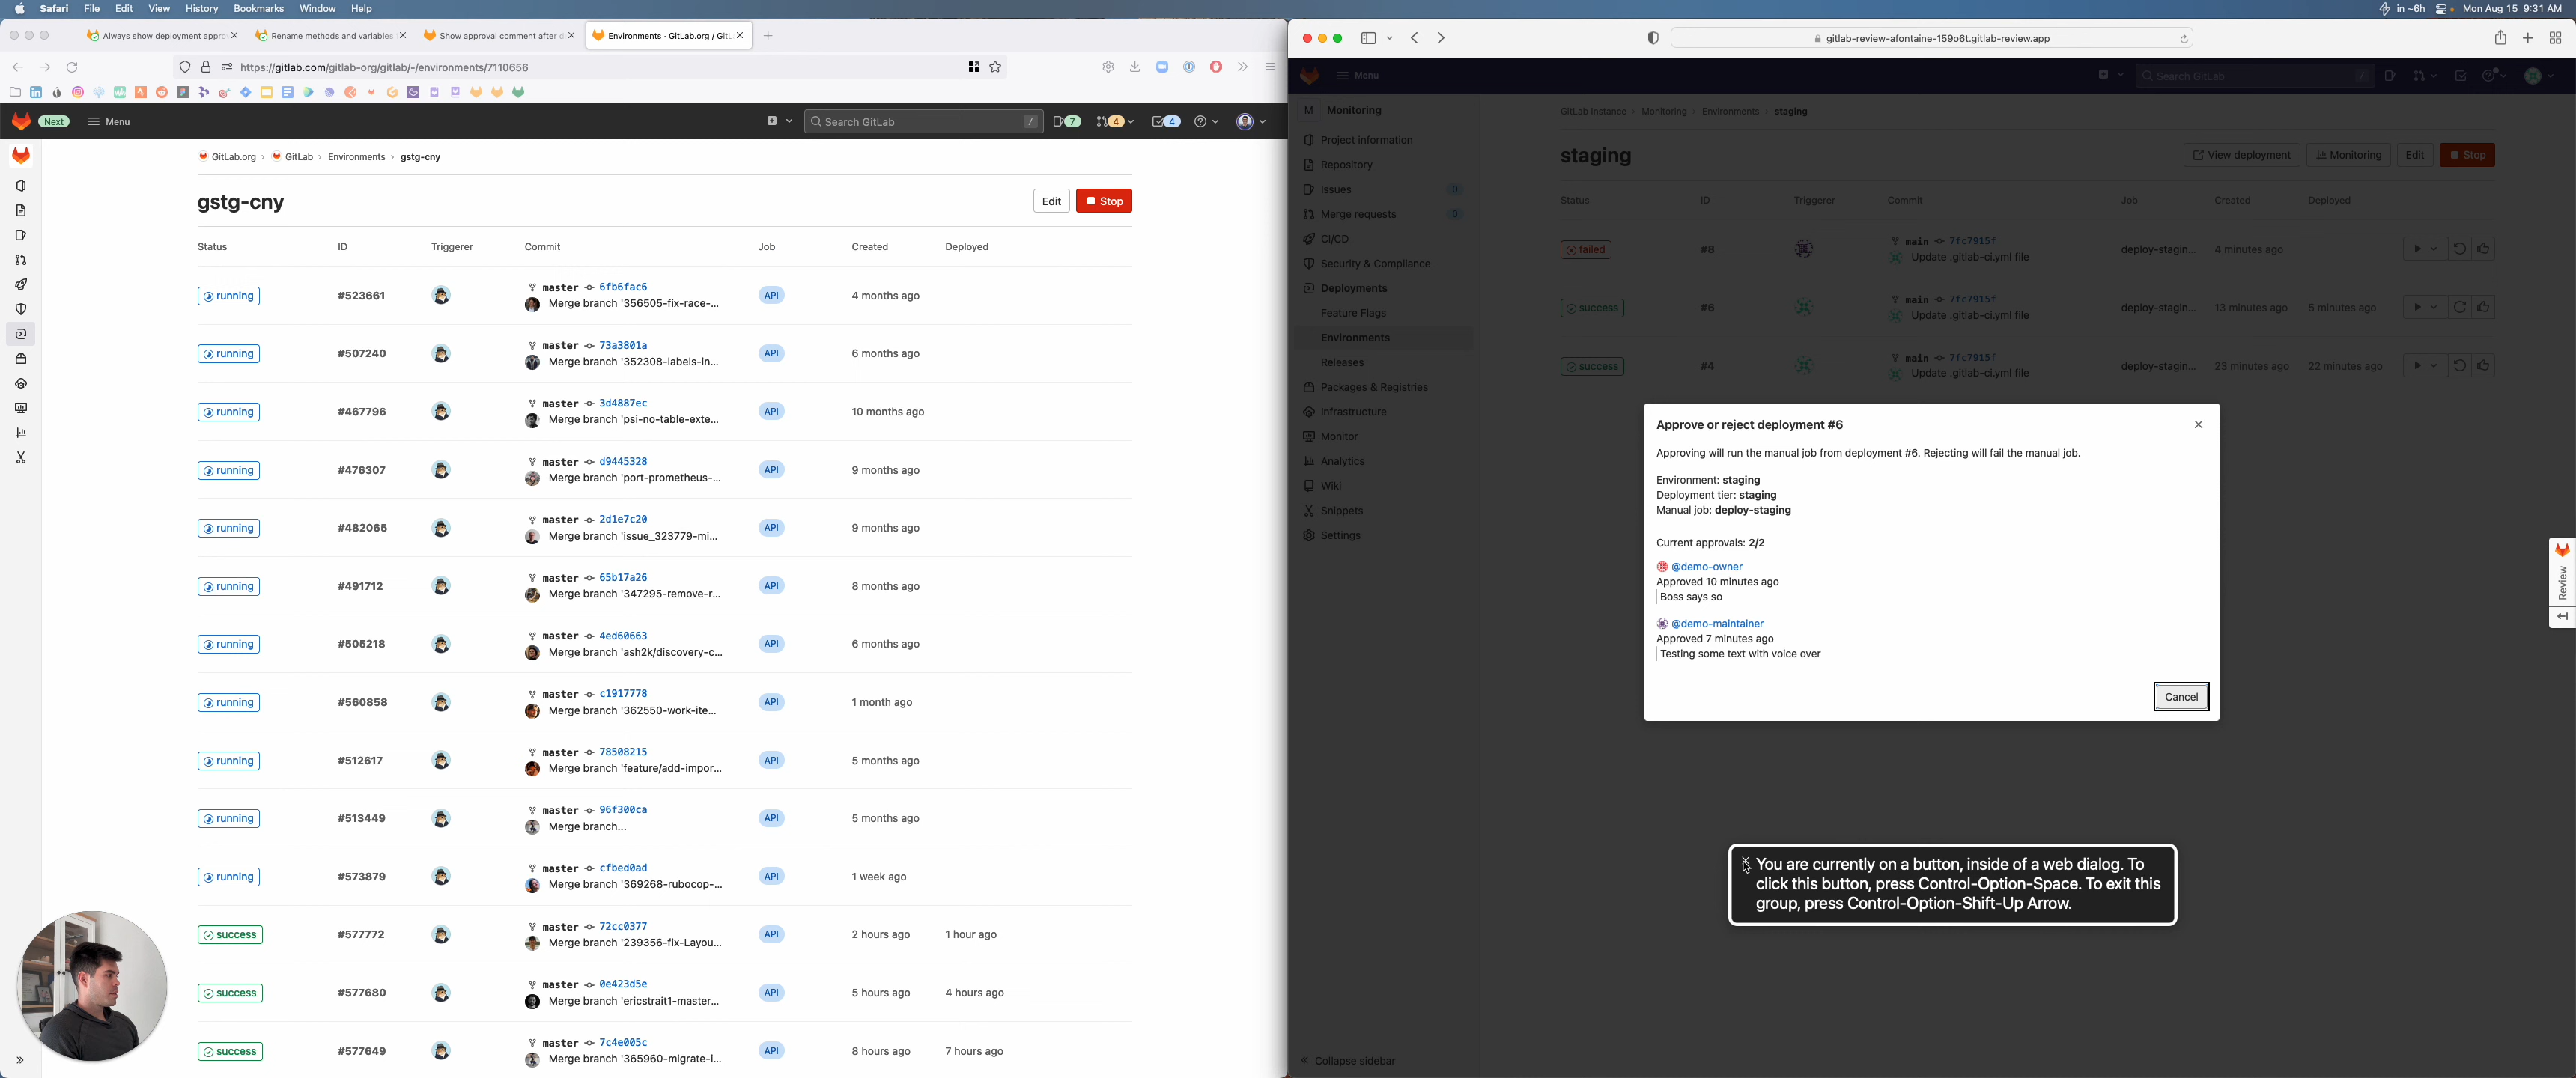 Safari File Edit View History Bookmarks Window Help
in ~6h Mon Aug 15 9:31 AM
Always show deployment appro
Rename methods and variables
Show approval comment after d
Environments · GitLab.org / GitL
https://gitlab.com/gitlab-org/gitlab/-/environments/7110656
Next Menu
Search GitLab /
7 4 4
GitLab.org > GitLab > Environments > gstg-cny
gstg-cny
Edit Stop
Status ID Triggerer Commit Job Created Deployed
running #523661 master 6fb6fac6 API 4 months ago
Merge branch '356505-fix-race-...
running #507240 master 73a3801a API 6 months ago
Merge branch '352308-labels-in...
running #467796 master 3d4887ec API 10 months ago
Merge branch 'psi-no-table-exte...
running #476307 master d9445328 API 9 months ago
Merge branch 'port-prometheus-...
running #482065 master 2d1e7c20 API 9 months ago
Merge branch 'issue_323779-mi...
running #491712 master 65b17a26 API 8 months ago
Merge branch '347295-remove-r...
running #505218 master 4ed60663 API 6 months ago
Merge branch 'ash2k/discovery-c...
running #560858 master c1917778 API 1 month ago
Merge branch '362550-work-ite...
running #512617 master 78508215 API 5 months ago
Merge branch 'feature/add-impor...
running #513449 master 96f300ca API 5 months ago
Merge branch...
running #573879 master cfbed0ad API 1 week ago
Merge branch '369268-rubocop-...
success #577772 master 72cc0377 API 2 hours ago 1 hour ago
Merge branch '239356-fix-Layou...
success #577680 master 0e423d5e API 5 hours ago 4 hours ago
Merge branch 'ericstrait1-master...
success #577649 master 7c4e005c API 8 hours ago 7 hours ago
Merge branch '365960-migrate-i...
gitlab-review-afontaine-159o6t.gitlab-review.app
Menu
Search GitLab /
M Monitoring
Project information
Repository
Issues 0
Merge requests 0
CI/CD
Security & Compliance
Deployments
Feature Flags
Environments
Releases
Packages & Registries
Infrastructure
Monitor
Analytics
Wiki
Snippets
Settings
Collapse sidebar
GitLab Instance > Monitoring > Environments > staging
staging
View deployment Monitoring Edit Stop
Status ID Triggerer Commit Job Created Deployed
failed #8 main 7fc7915f deploy-stagin... 4 minutes ago
Update .gitlab-ci.yml file
success #6 main 7fc7915f deploy-stagin... 13 minutes ago 5 minutes ago
Update .gitlab-ci.yml file
success #4 main 7fc7915f deploy-stagin... 23 minutes ago 22 minutes ago
Update .gitlab-ci.yml file
Approve or reject deployment #6
Approving will run the manual job from deployment #6. Rejecting will fail the manual job.
Environment: staging
Deployment tier: staging
Manual job: deploy-staging
Current approvals: 2/2
@demo-owner
Approved 10 minutes ago
Boss says so
@demo-maintainer
Approved 7 minutes ago
Testing some text with voice over
Cancel
Review
You are currently on a button, inside of a web dialog. To
click this button, press Control-Option-Space. To exit this
group, press Control-Option-Shift-Up Arrow.